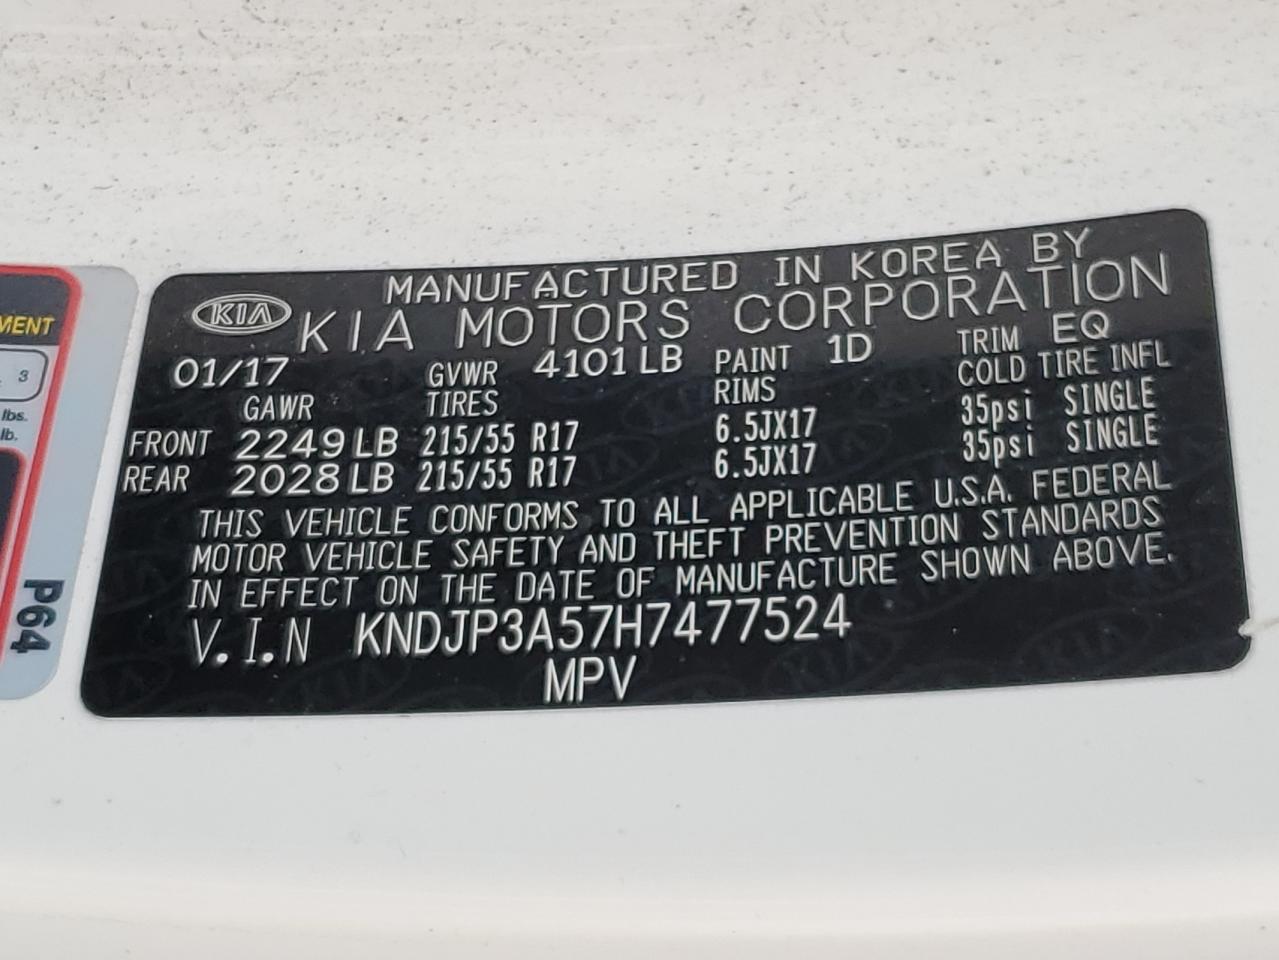 MANUFACTURED IN KOREA BY
KIA KIA MOTORS CORPORATION
01/17 GVWR 4101 LB PAINT 1D TRIM EQ
GAWR TIRES RIMS COLD TIRE INFL
FRONT 2249 LB 215/55 R17 6.5JX17 35psi SINGLE
REAR 2028 LB 215/55 R17 6.5JX17 35psi SINGLE
THIS VEHICLE CONFORMS TO ALL APPLICABLE U.S.A. FEDERAL
MOTOR VEHICLE SAFETY AND THEFT PREVENTION STANDARDS
IN EFFECT ON THE DATE OF MANUFACTURE SHOWN ABOVE.
V.I.N KNDJP3A57H7477524
MPV
3
lbs.
lb.
P64